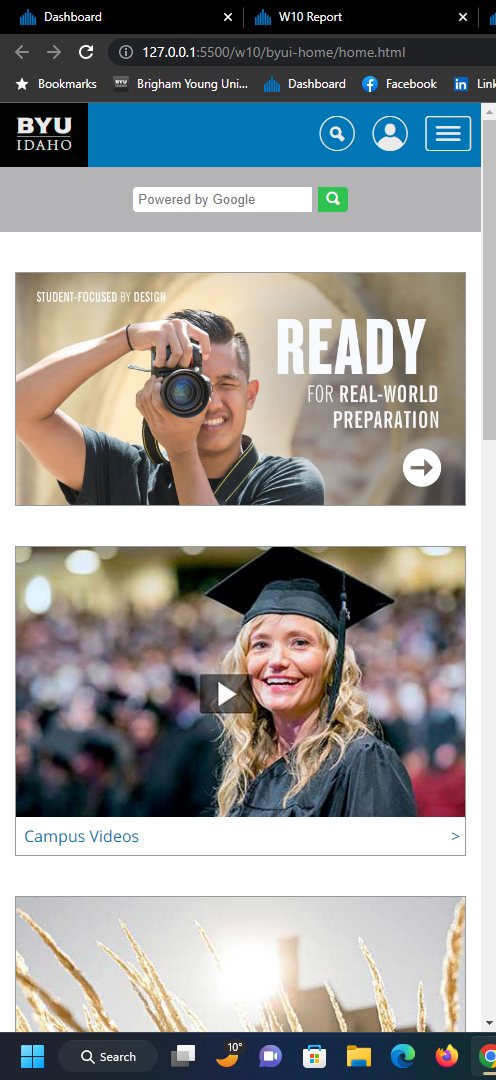 Dashboard
W10 Report
127.0.0.1:5500/w10/byui-home/home.html
Bookmarks
BYU
Brigham Young Uni...
Dashboard
Facebook
in
Link
BYU
IDAHO
Powered by Google
STUDENT-FOCUSED BY DESIGN
READY
FOR REAL-WORLD
PREPARATION
Campus Videos >
Search
10°